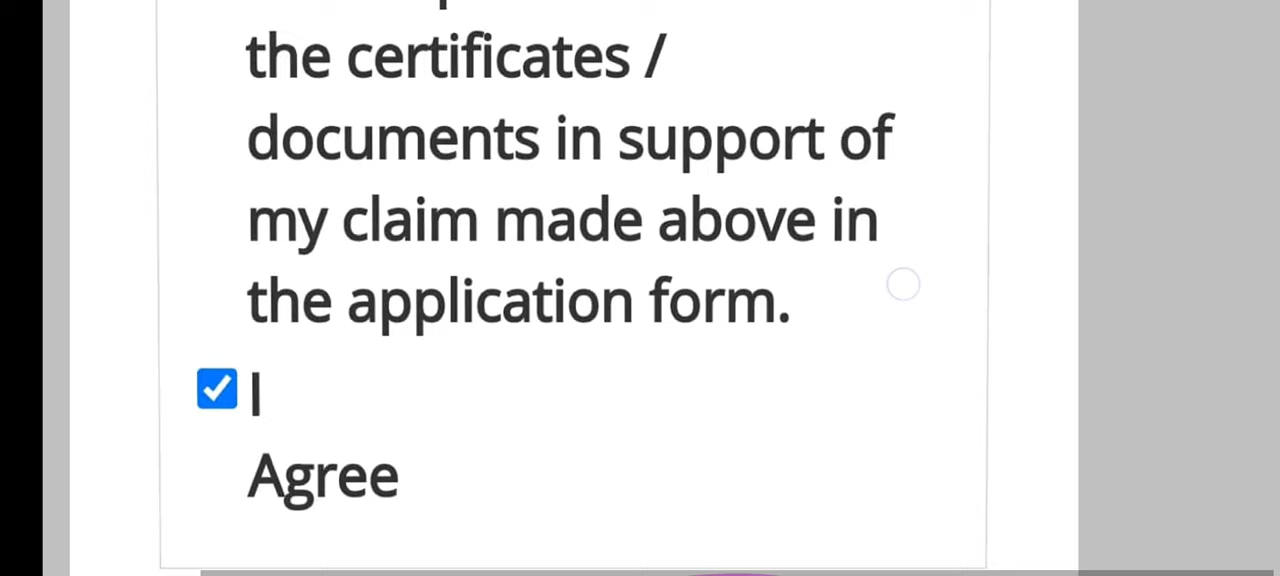 the certificates /
documents in support of
my claim made above in
the application form.
I
Agree